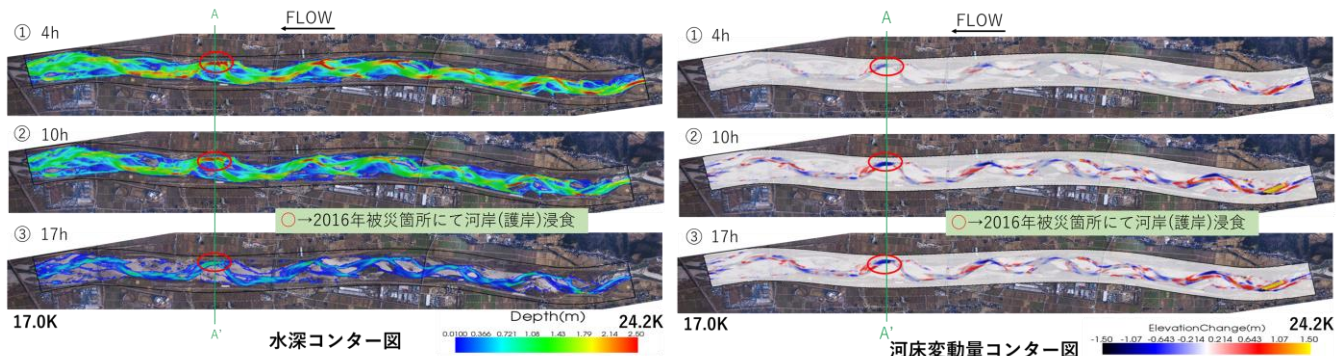 A
FLOW
① 4h
② 10h
○→2016年被災箇所にて河岸(護岸)浸食
③ 17h
17.0K
A'
水深コンター図
Depth(m)
0.0100 0.366 0.721 1.08 1.43 1.79 2.14 2.50
24.2K
A
FLOW
① 4h
② 10h
○→2016年被災箇所にて河岸(護岸)浸食
③ 17h
17.0K
A'
河床変動量コンター図
ElevationChange(m)
-1.50 -1.07 -0.643 -0.214 0.214 0.643 1.07 1.50
24.2K